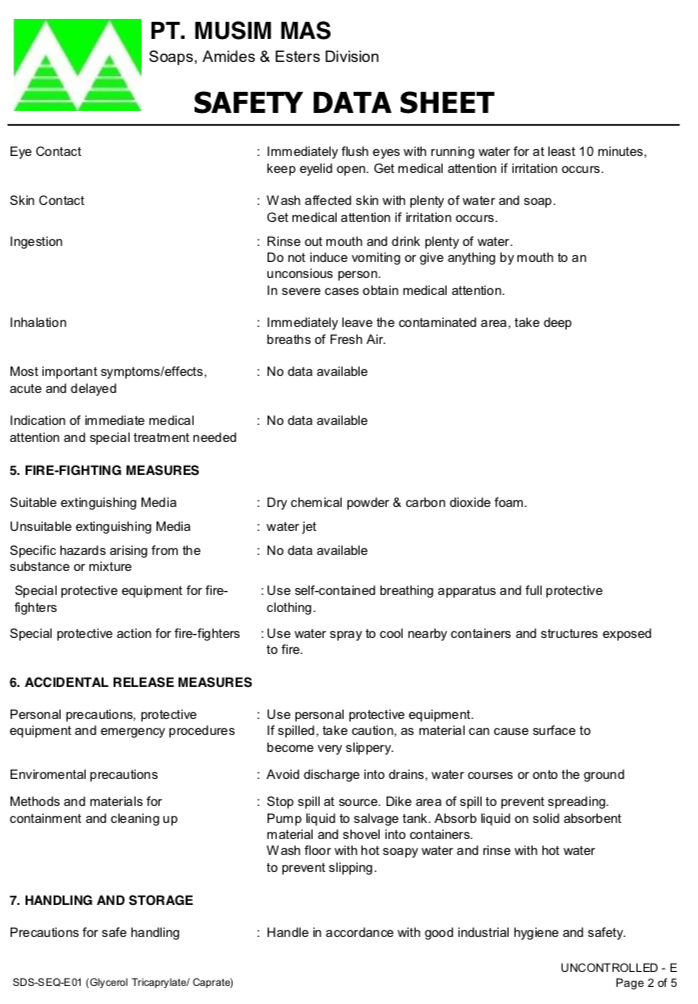 PT. MUSIM MAS
Soaps, Amides & Esters Division
SAFETY DATA SHEET
Eye Contact : Immediately flush eyes with running water for at least 10 minutes,
keep eyelid open. Get medical attention if irritation occurs.
Skin Contact : Wash affected skin with plenty of water and soap.
Get medical attention if irritation occurs.
Ingestion : Rinse out mouth and drink plenty of water.
Do not induce vomiting or give anything by mouth to an
unconsious person.
In severe cases obtain medical attention.
Inhalation : Immediately leave the contaminated area, take deep
breaths of Fresh Air.
Most important symptoms/effects, : No data available
acute and delayed
Indication of immediate medical : No data available
attention and special treatment needed
5. FIRE-FIGHTING MEASURES
Suitable extinguishing Media : Dry chemical powder & carbon dioxide foam.
Unsuitable extinguishing Media : water jet
Specific hazards arising from the : No data available
substance or mixture
Special protective equipment for fire- : Use self-contained breathing apparatus and full protective
fighters clothing.
Special protective action for fire-fighters : Use water spray to cool nearby containers and structures exposed
to fire.
6. ACCIDENTAL RELEASE MEASURES
Personal precautions, protective : Use personal protective equipment.
equipment and emergency procedures If spilled, take caution, as material can cause surface to
become very slippery.
Enviromental precautions : Avoid discharge into drains, water courses or onto the ground
Methods and materials for : Stop spill at source. Dike area of spill to prevent spreading.
containment and cleaning up Pump liquid to salvage tank. Absorb liquid on solid absorbent
material and shovel into containers.
Wash floor with hot soapy water and rinse with hot water
to prevent slipping.
7. HANDLING AND STORAGE
Precautions for safe handling : Handle in accordance with good industrial hygiene and safety.
UNCONTROLLED - E
SDS-SEQ-E01 (Glycerol Tricaprylate/ Caprate) Page 2 of 5